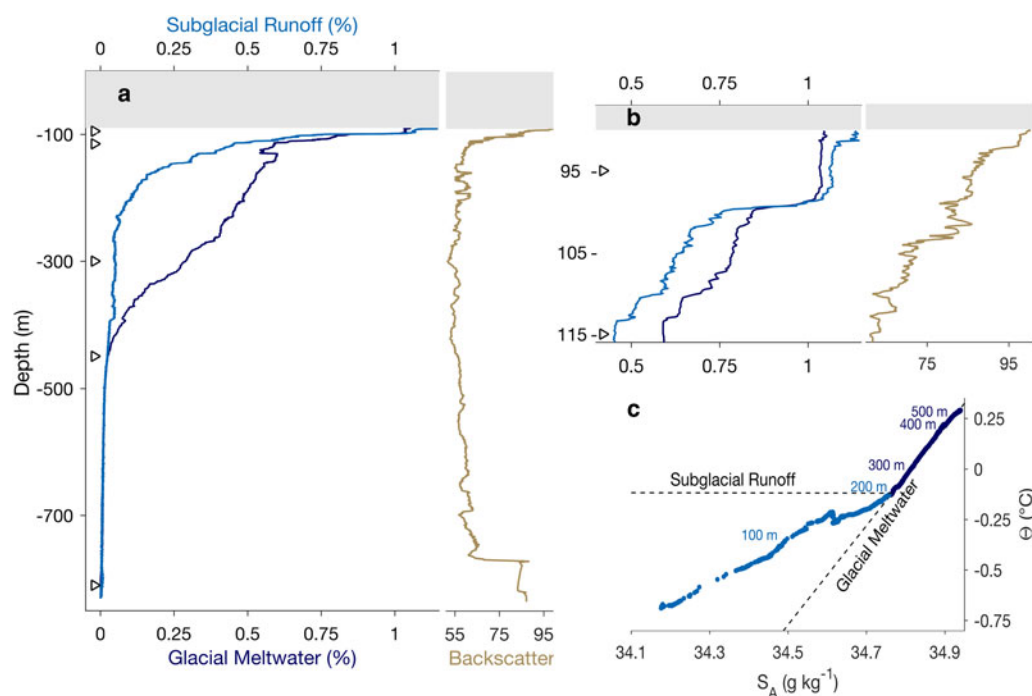 Subglacial Runoff (%)
0 0.25 0.5 0.75 1
a
-100
-300
-500
-700
Depth (m)
0 0.25 0.5 0.75 1
55 95
Glacial Meltwater (%)
Backscatter
0.5 0.75 1
b
95
105
115
0.5 0.75 1
75 95
c
500 m
400 m
300 m
200 m
100 m
Subglacial Runoff
Glacial Meltwater
0.25
0
-0.25
-0.5
-0.75
Θ (°C)
34.1 34.3 34.5 34.7 34.9
S_A (g kg⁻¹)